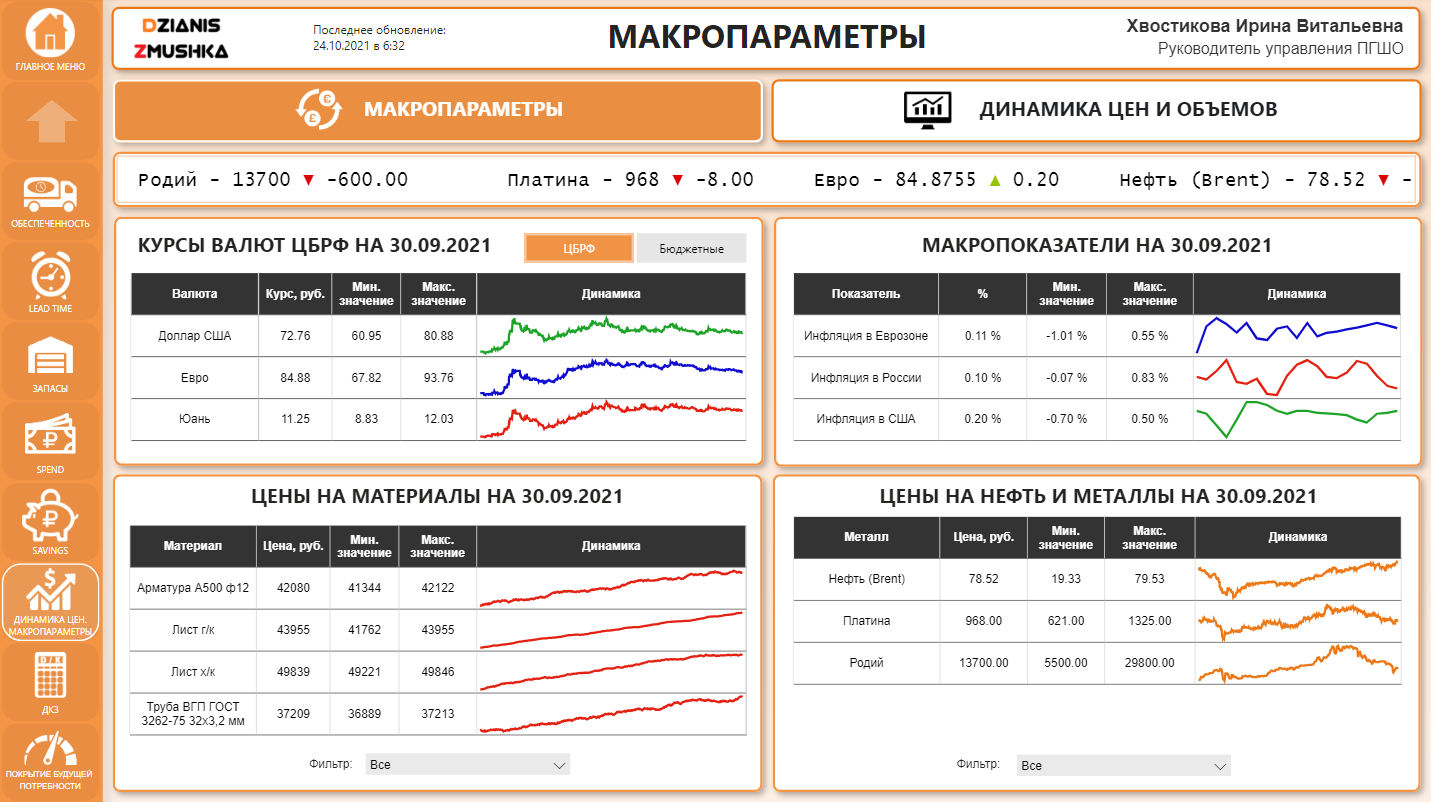 DZIANIS
ZMUSHKA
Последнее обновление:
24.10.2021 в 6:32
МАКРОПАРАМЕТРЫ
Хвостикова Ирина Витальевна
Руководитель управления ПГШО
ГЛАВНОЕ МЕНЮ
ОБЕСПЕЧЕННОСТЬ
LEAD TIME
ЗАПАСЫ
SPEND
SAVINGS
ДИНАМИКА ЦЕН.
МАКРОПАРАМЕТРЫ
ДКЗ
ПОКРЫТИЕ БУДУЩЕЙ
ПОТРЕБНОСТИ
МАКРОПАРАМЕТРЫ
ДИНАМИКА ЦЕН И ОБЪЕМОВ
Родий - 13700 ▼ -600.00 Платина - 968 ▼ -8.00 Евро - 84.8755 ▲ 0.20 Нефть (Brent) - 78.52 ▼ -
КУРСЫ ВАЛЮТ ЦБРФ НА 30.09.2021
ЦБРФ
Бюджетные
Валюта Курс, руб. Мин. значение Макс. значение Динамика
Доллар США 72.76 60.95 80.88
Евро 84.88 67.82 93.76
Юань 11.25 8.83 12.03
МАКРОПОКАЗАТЕЛИ НА 30.09.2021
Показатель % Мин. значение Макс. значение Динамика
Инфляция в Еврозоне 0.11 % -1.01 % 0.55 %
Инфляция в России 0.10 % -0.07 % 0.83 %
Инфляция в США 0.20 % -0.70 % 0.50 %
ЦЕНЫ НА МАТЕРИАЛЫ НА 30.09.2021
Материал Цена, руб. Мин. значение Макс. значение Динамика
Арматура А500 ф12 42080 41344 42122
Лист г/к 43955 41762 43955
Лист х/к 49839 49221 49846
Труба ВГП ГОСТ
3262-75 32х3,2 мм 37209 36889 37213
Фильтр: Все
ЦЕНЫ НА НЕФТЬ И МЕТАЛЛЫ НА 30.09.2021
Металл Цена, руб. Мин. значение Макс. значение Динамика
Нефть (Brent) 78.52 19.33 79.53
Платина 968.00 621.00 1325.00
Родий 13700.00 5500.00 29800.00
Фильтр: Все